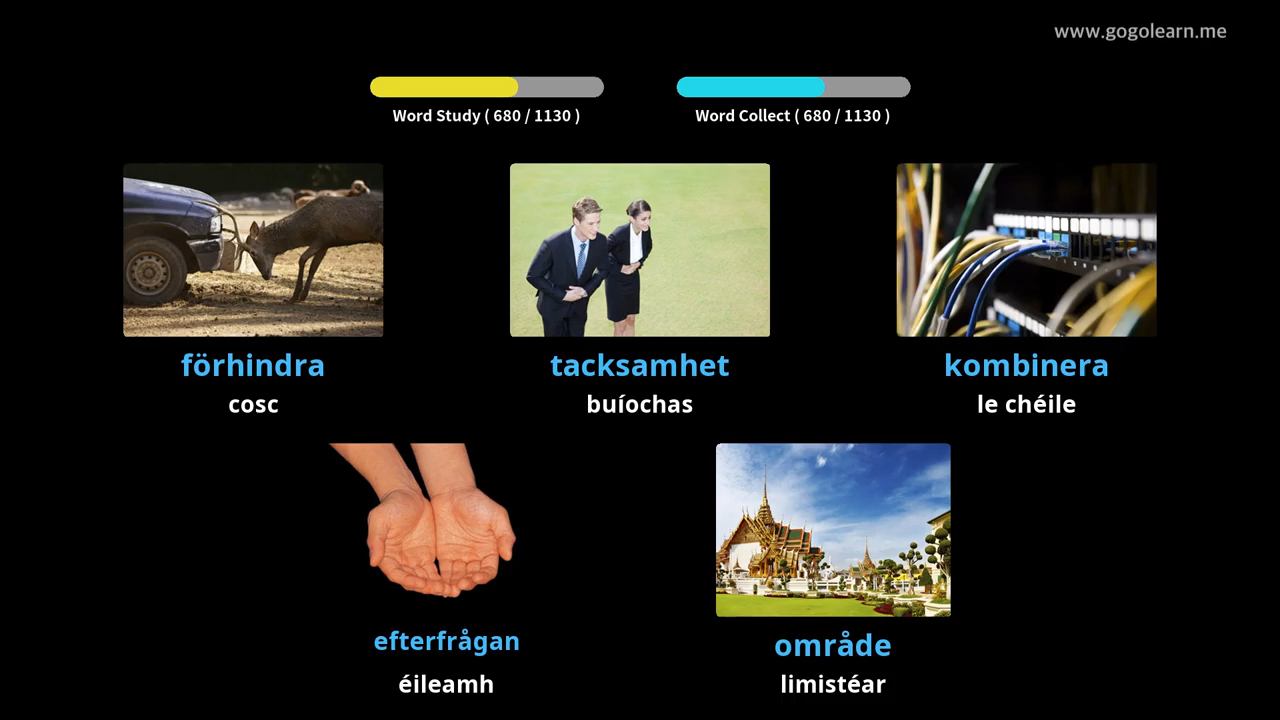 www.gogolearn.me
Word Study ( 680 / 1130 )
Word Collect ( 680 / 1130 )
förhindra
cosc
tacksamhet
buíochas
kombinera
le chéile
efterfrågan
éileamh
område
limistéar